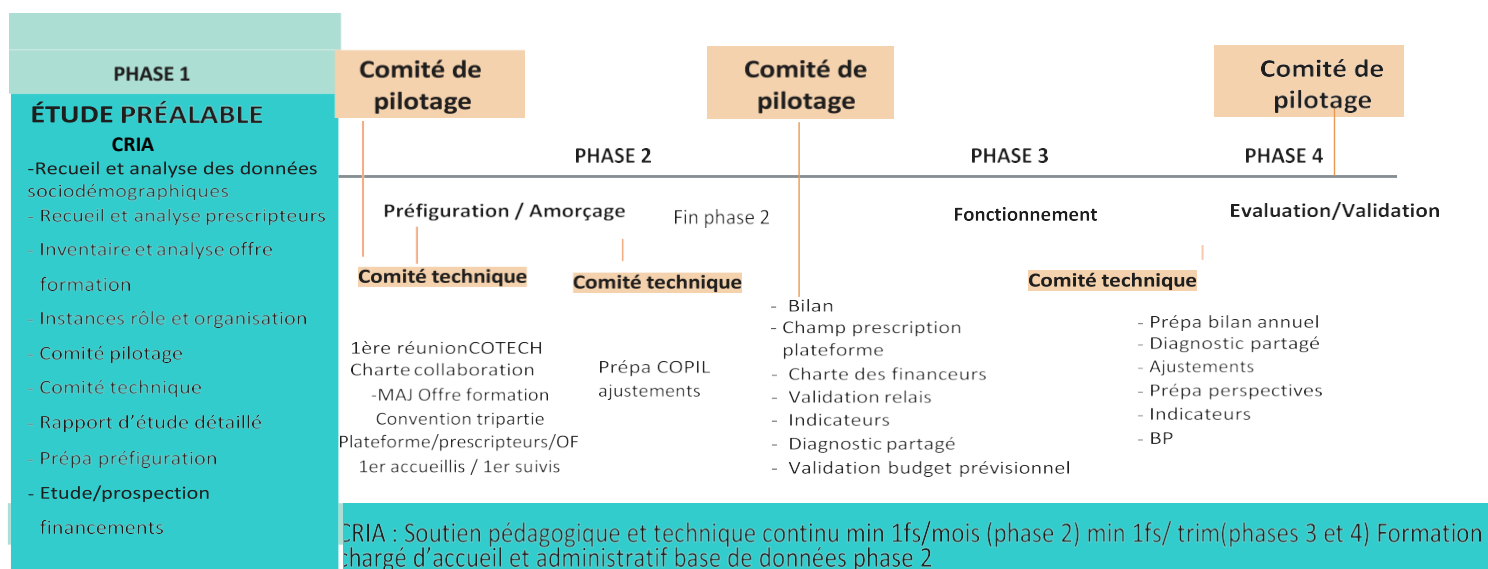 PHASE 1
ÉTUDE PRÉALABLE
CRIA
-Recueil et analyse des données
sociodémographiques
- Recueil et analyse prescripteurs
- Inventaire et analyse offre
formation
- Instances rôle et organisation
- Comité pilotage
- Comité technique
- Rapport d’étude détaillé
- Prépa préfiguration
- Etude/prospection
financements
Comité de
pilotage
Comité de
pilotage
Comité de
pilotage
PHASE 2
PHASE 3
PHASE 4
Préfiguration / Amorçage
Fin phase 2
Fonctionnement
Evaluation/Validation
Comité technique
1ère réunionCOTECH
Charte collaboration
-MAJ Offre formation
Convention tripartie
Plateforme/prescripteurs/OF
1er accueillis / 1er suivis
Comité technique
Prépa COPIL
ajustements
- Bilan
- Champ prescription
plateforme
- Charte des financeurs
- Validation relais
- Indicateurs
- Diagnostic partagé
- Validation budget prévisionnel
Comité technique
- Prépa bilan annuel
- Diagnostic partagé
- Ajustements
- Prépa perspectives
- Indicateurs
- BP
CRIA : Soutien pédagogique et technique continu min 1fs/mois (phase 2) min 1fs/ trim(phases 3 et 4) Formation
chargé d’accueil et administratif base de données phase 2